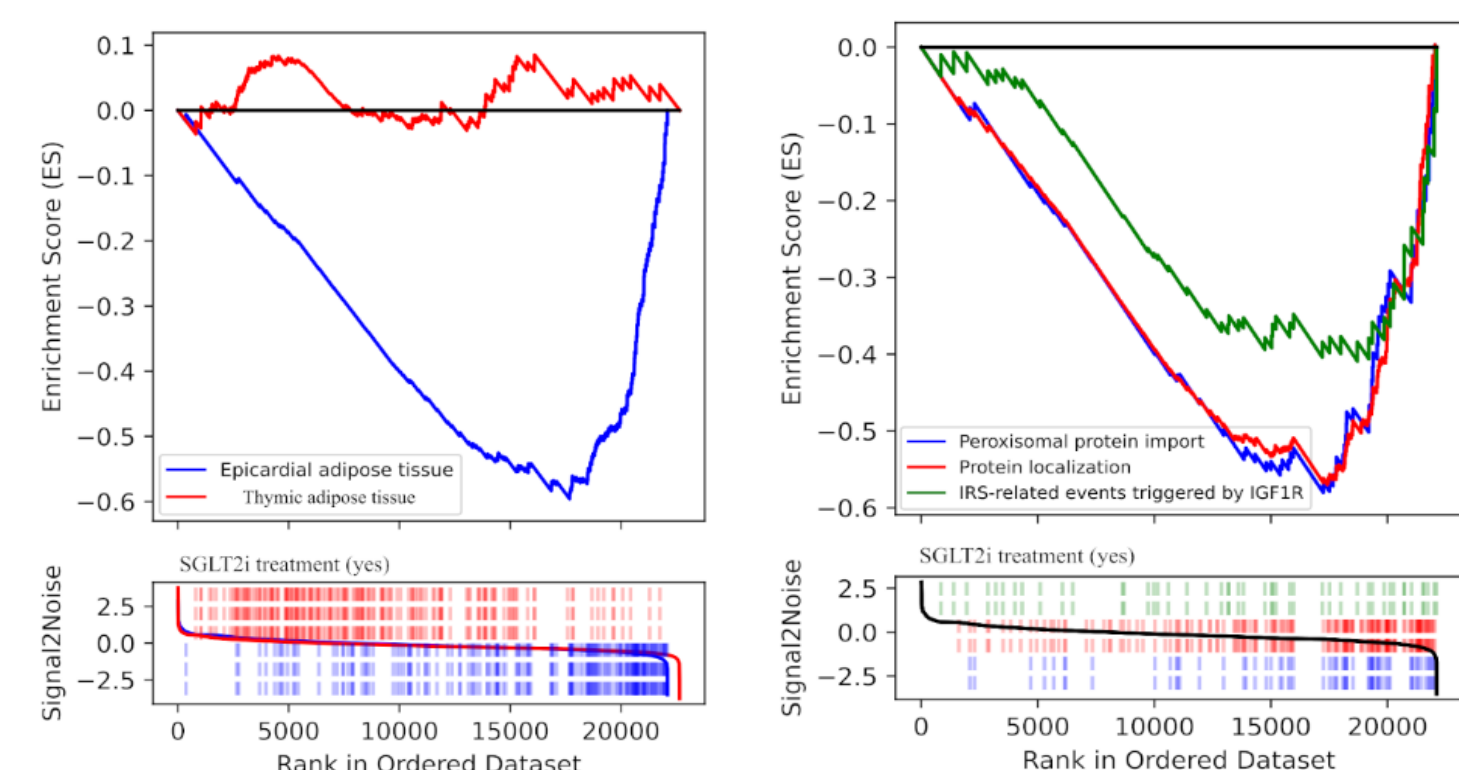 0.1
0.0
−0.1
−0.2
−0.3
−0.4
−0.5
−0.6
Enrichment Score (ES)
Epicardial adipose tissue
Thymic adipose tissue
SGLT2i treatment (yes)
2.5
0.0
−2.5
Signal2Noise
0 5000 10000 15000 20000
Rank in Ordered Dataset
0.0
−0.1
−0.2
−0.3
−0.4
−0.5
−0.6
Enrichment Score (ES)
Peroxisomal protein import
Protein localization
IRS-related events triggered by IGF1R
SGLT2i treatment (yes)
2.5
0.0
−2.5
Signal2Noise
0 5000 10000 15000 20000
Rank in Ordered Dataset